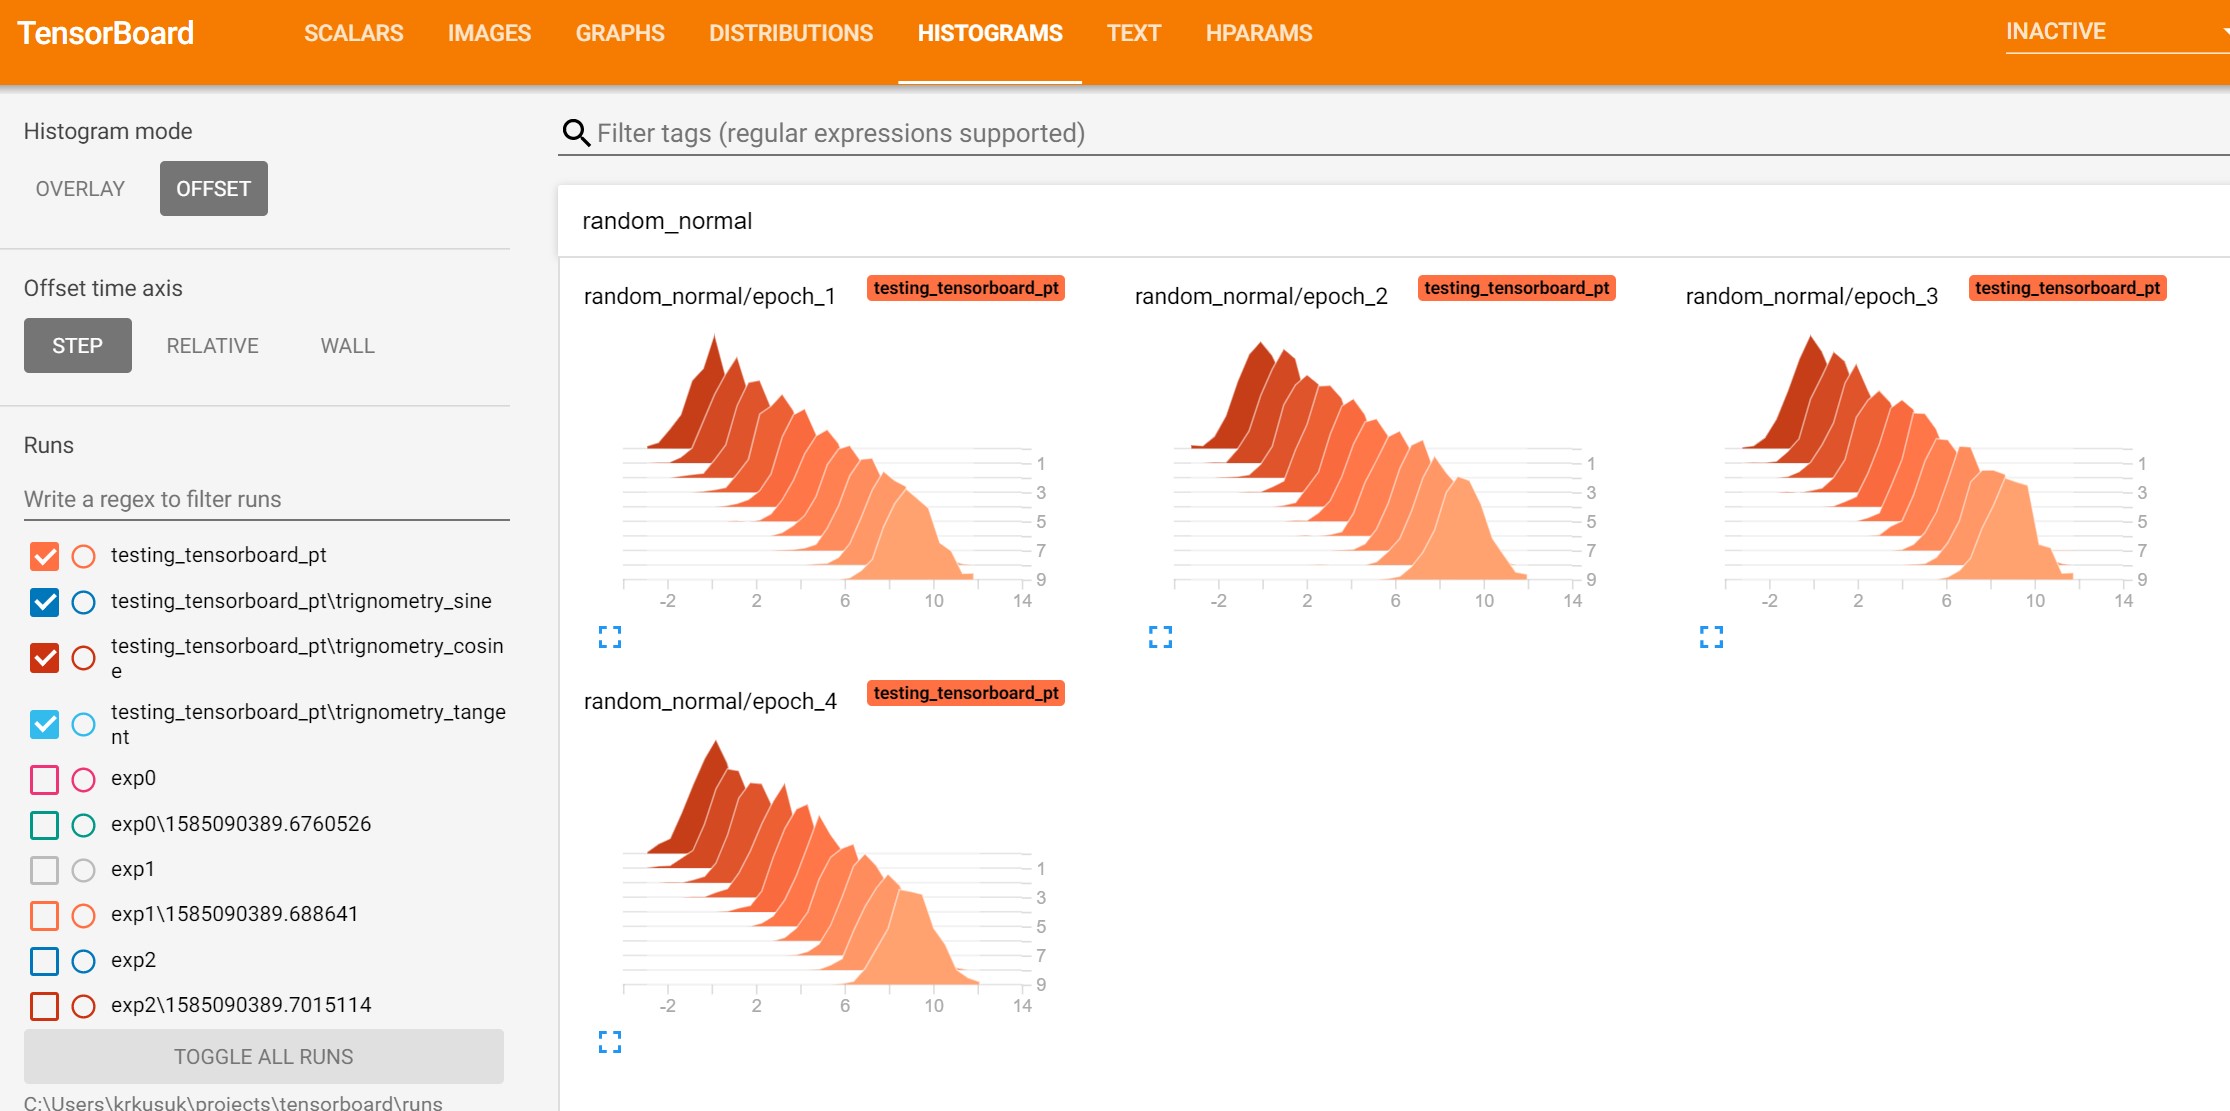 TensorBoard
SCALARS IMAGES GRAPHS DISTRIBUTIONS HISTOGRAMS TEXT HPARAMS
INACTIVE
Histogram mode
OVERLAY OFFSET
Offset time axis
STEP RELATIVE WALL
Runs
Write a regex to filter runs
testing_tensorboard_pt
testing_tensorboard_pt\trignometry_sine
testing_tensorboard_pt\trignometry_cosin
e
testing_tensorboard_pt\trignometry_tange
nt
exp0
exp0\1585090389.6760526
exp1
exp1\1585090389.688641
exp2
exp2\1585090389.7015114
TOGGLE ALL RUNS
C:\Users\krkusuk\projects\tensorboard\runs
Filter tags (regular expressions supported)
random_normal
random_normal/epoch_1 testing_tensorboard_pt
1
3
5
7
9
-2 2 6 10 14
random_normal/epoch_2 testing_tensorboard_pt
1
3
5
7
9
-2 2 6 10 14
random_normal/epoch_3 testing_tensorboard_pt
1
3
5
7
9
-2 2 6 10 14
random_normal/epoch_4 testing_tensorboard_pt
1
3
5
7
9
-2 2 6 10 14